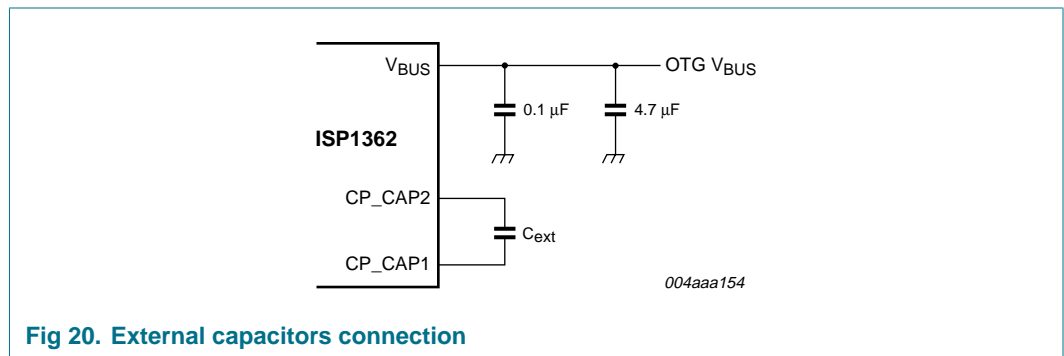 VBUS
OTG VBUS
0.1 μF
4.7 μF
ISP1362
CP_CAP2
Cext
CP_CAP1
004aaa154
Fig 20. External capacitors connection